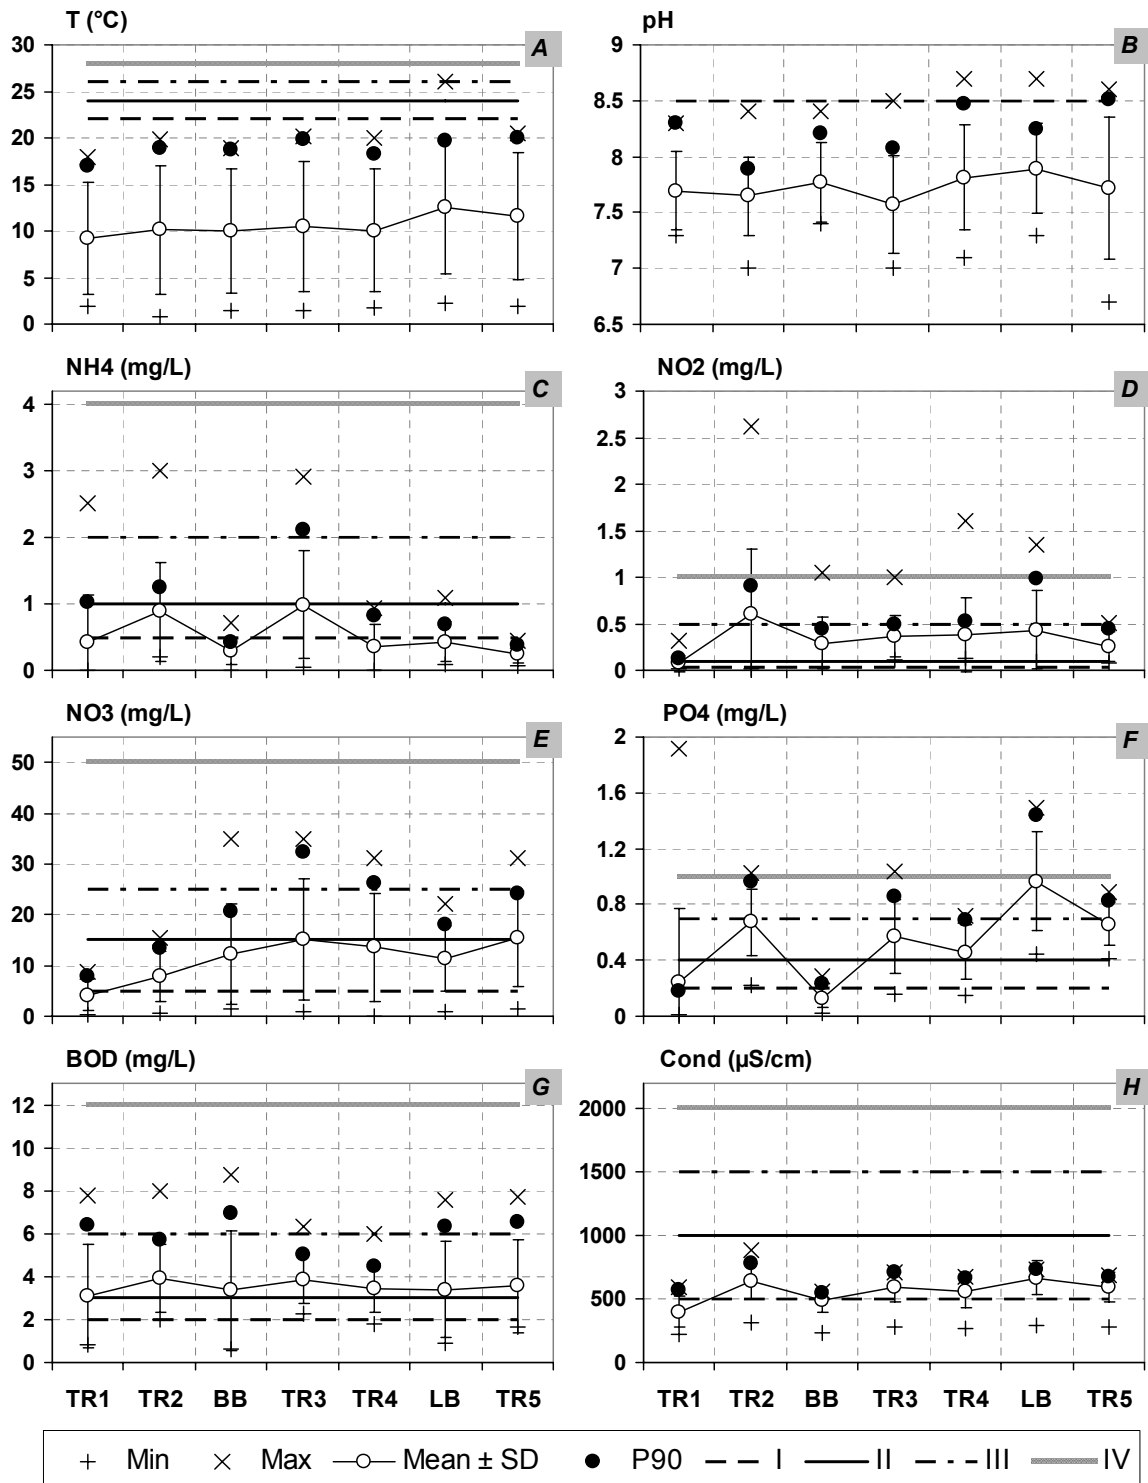 T (°C)
pH
A
B
30
25
20
15
10
5
0
9
8.5
8
7.5
7
6.5
NH4 (mg/L)
NO2 (mg/L)
C
D
4
3
2
1
0
3
2.5
2
1.5
1
0.5
0
NO3 (mg/L)
PO4 (mg/L)
E
F
50
40
30
20
10
0
2
1.6
1.2
0.8
0.4
0
BOD (mg/L)
Cond (µS/cm)
G
H
12
10
8
6
4
2
0
2000
1500
1000
500
0
TR1 TR2 BB TR3 TR4 LB TR5
TR1 TR2 BB TR3 TR4 LB TR5
Min Max Mean ± SD P90 I II III IV